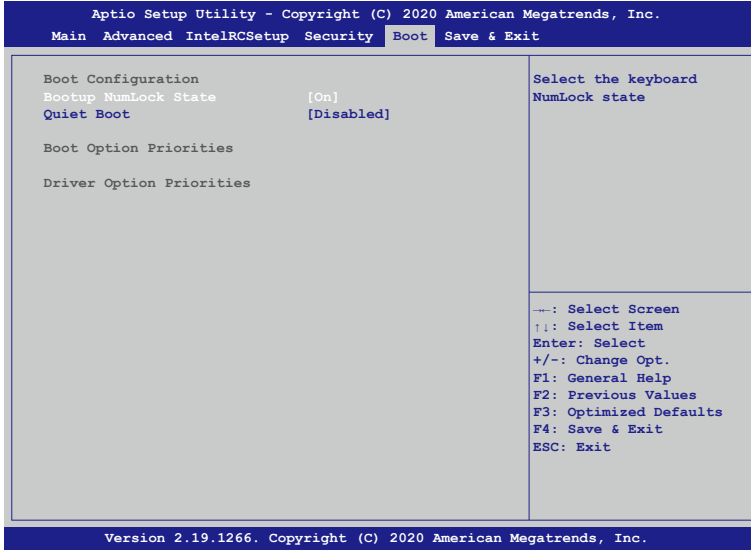 Aptio Setup Utility - Copyright (C) 2020 American Megatrends, Inc.
Main Advanced IntelRCSetup Security Boot Save & Exit
Boot Configuration
Bootup NumLock State [On]
Quiet Boot [Disabled]
Boot Option Priorities
Driver Option Priorities
Select the keyboard
NumLock state
→←: Select Screen
↑↓: Select Item
Enter: Select
+/-: Change Opt.
F1: General Help
F2: Previous Values
F3: Optimized Defaults
F4: Save & Exit
ESC: Exit
Version 2.19.1266. Copyright (C) 2020 American Megatrends, Inc.